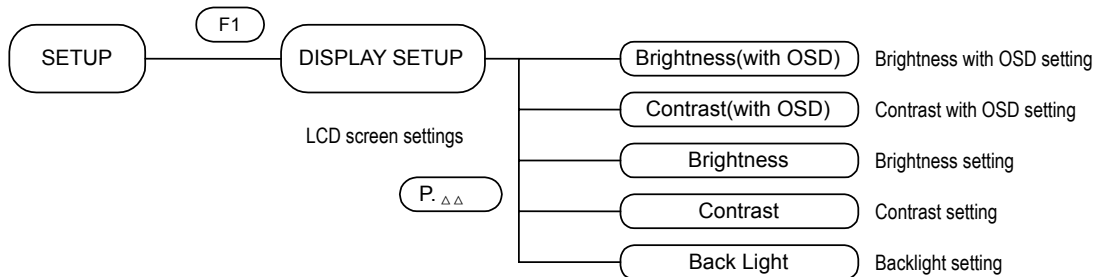 F1
SETUP
DISPLAY SETUP
LCD screen settings
P. △△
Brightness(with OSD) Brightness with OSD setting
Contrast(with OSD) Contrast with OSD setting
Brightness Brightness setting
Contrast Contrast setting
Back Light Backlight setting